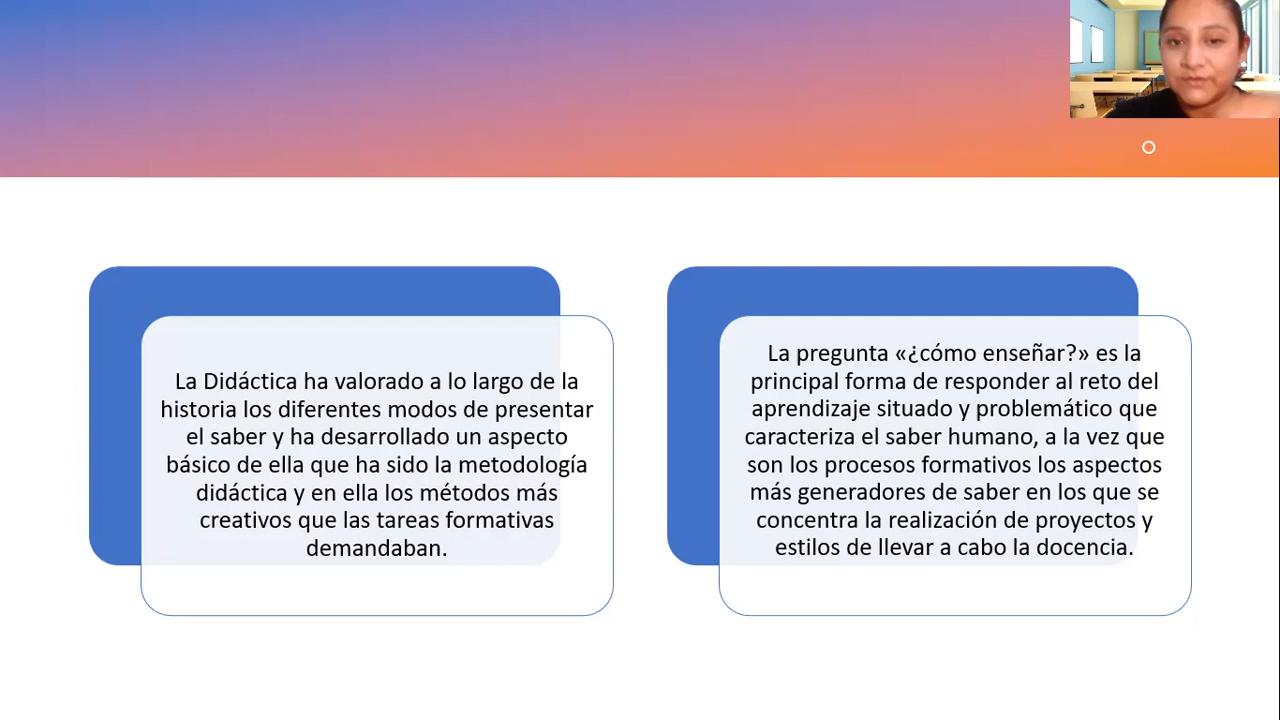 La Didáctica ha valorado a lo largo de la
historia los diferentes modos de presentar
el saber y ha desarrollado un aspecto
básico de ella que ha sido la metodología
didáctica y en ella los métodos más
creativos que las tareas formativas
demandaban.
La pregunta «¿cómo enseñar?» es la
principal forma de responder al reto del
aprendizaje situado y problemático que
caracteriza el saber humano, a la vez que
son los procesos formativos los aspectos
más generadores de saber en los que se
concentra la realización de proyectos y
estilos de llevar a cabo la docencia.